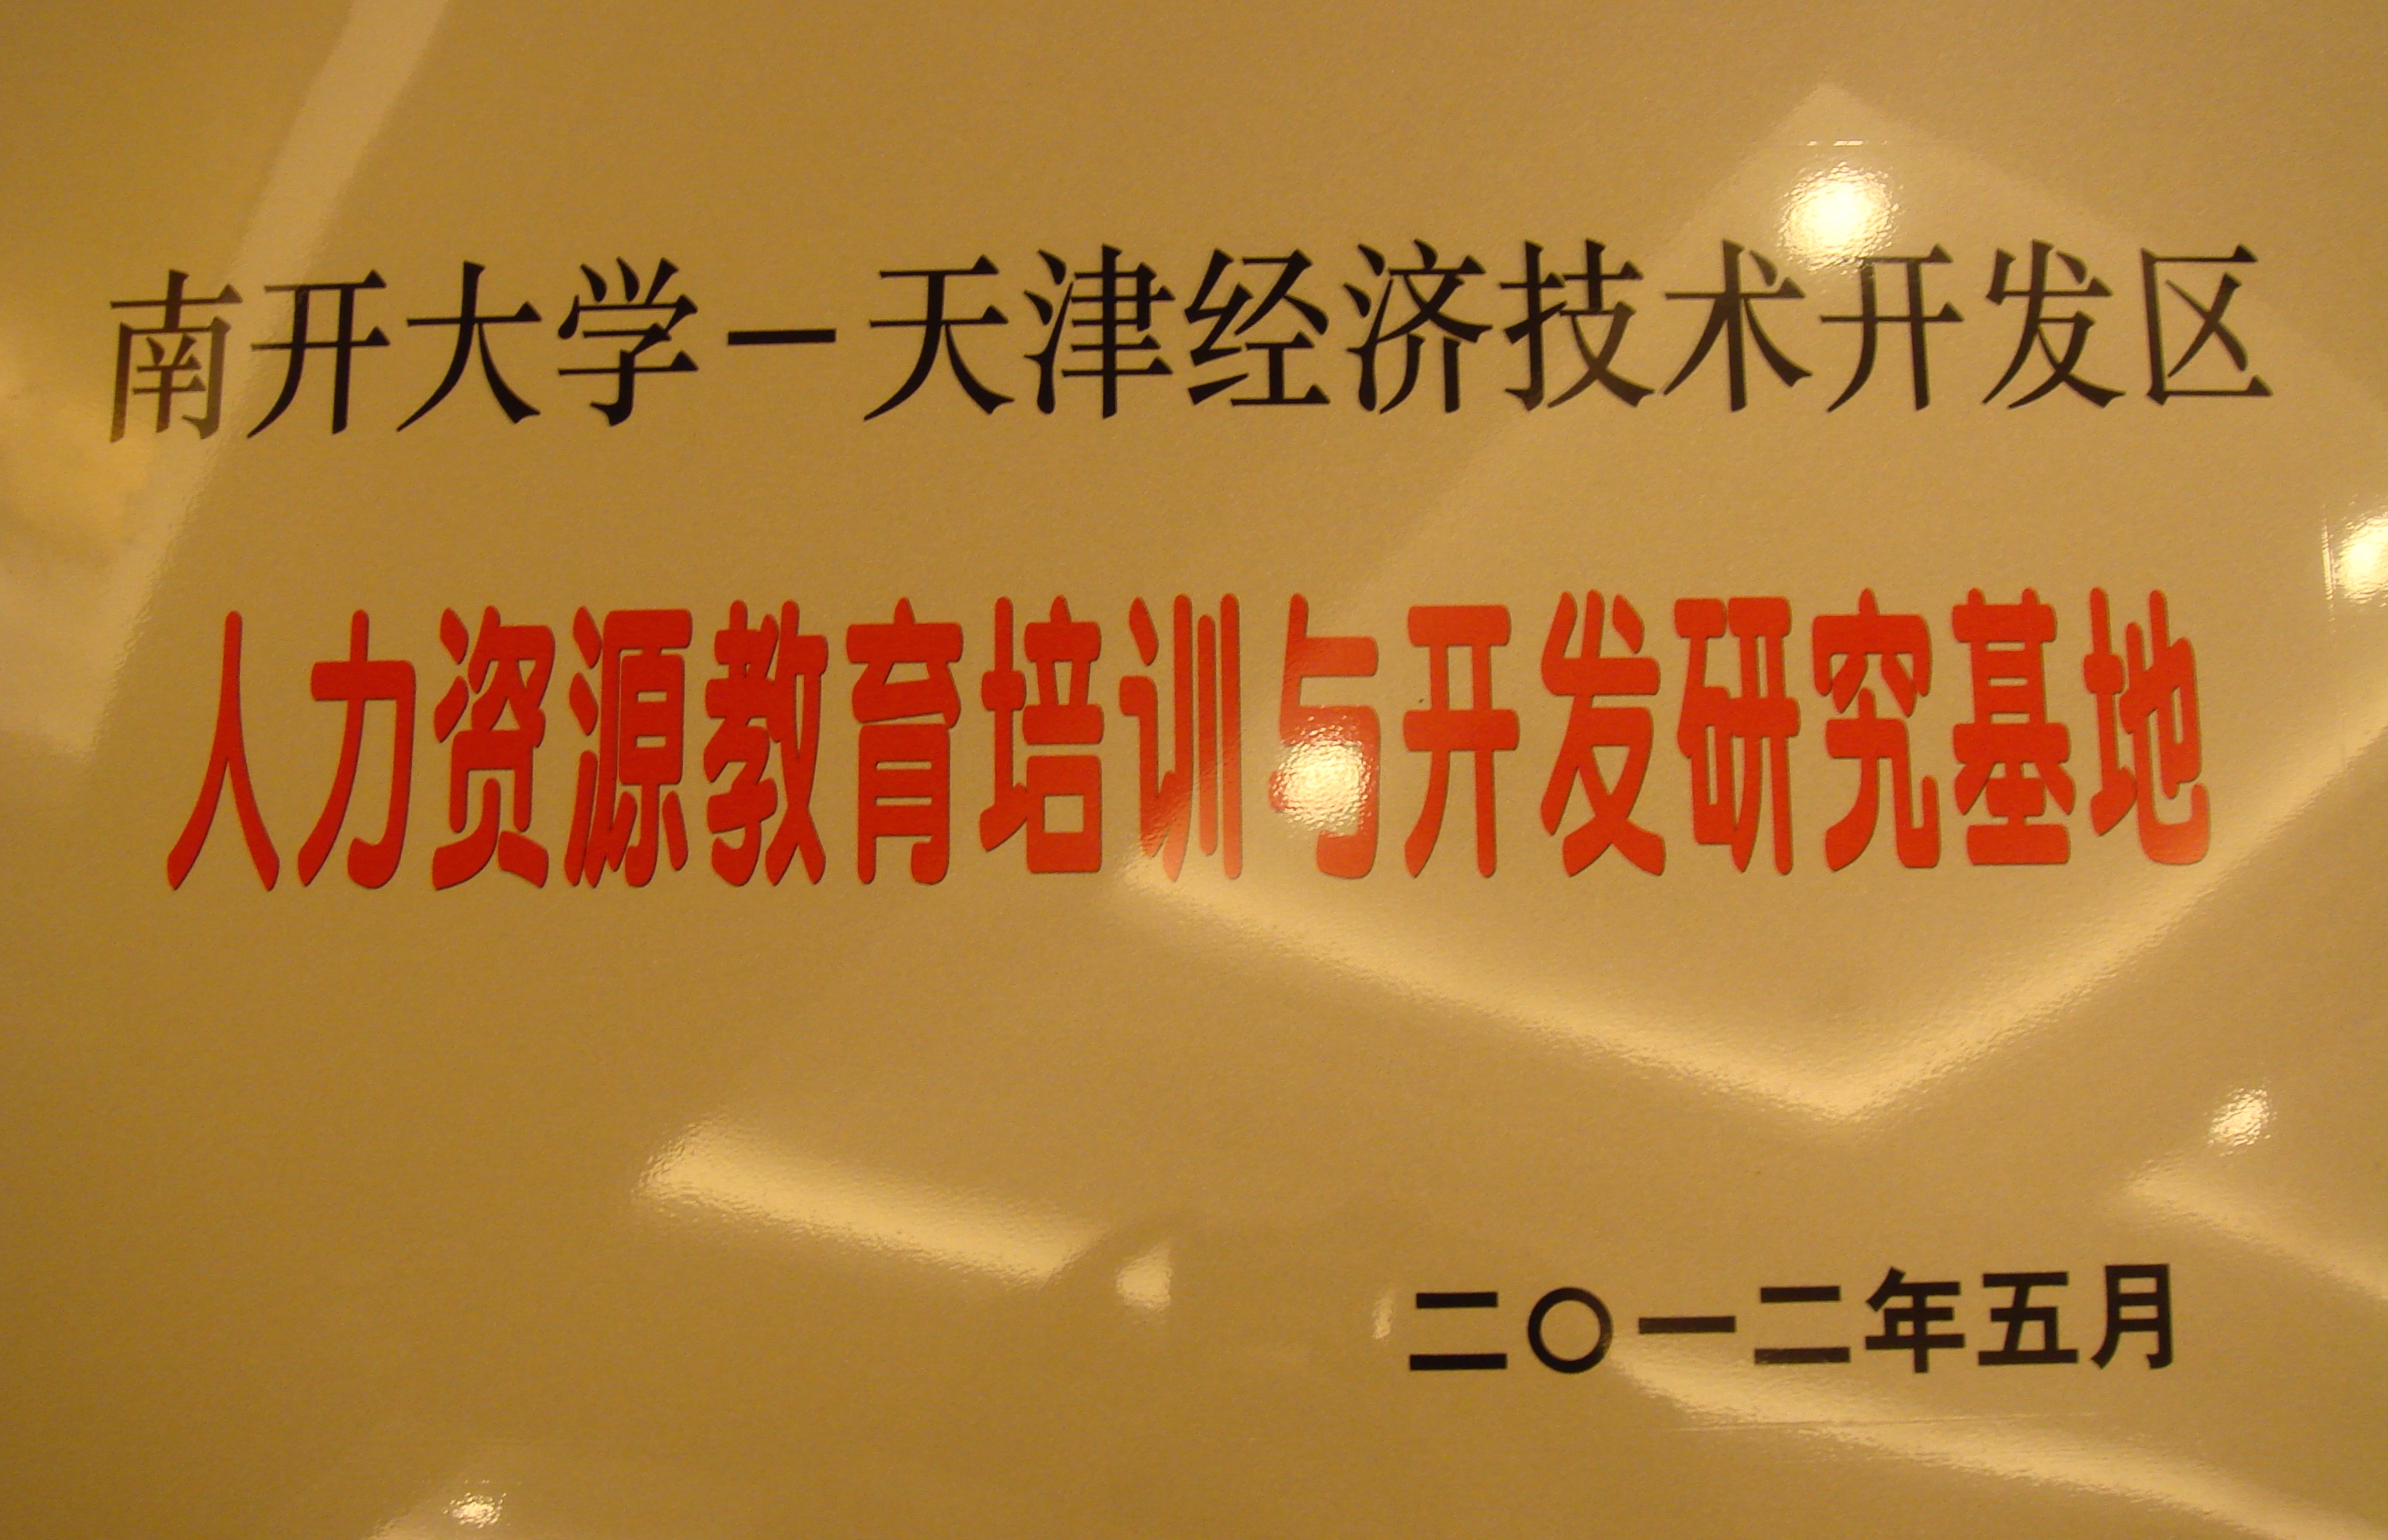 南开大学－天津经济技术开发区
人力资源教育培训与开发研究基地
二〇一二年五月